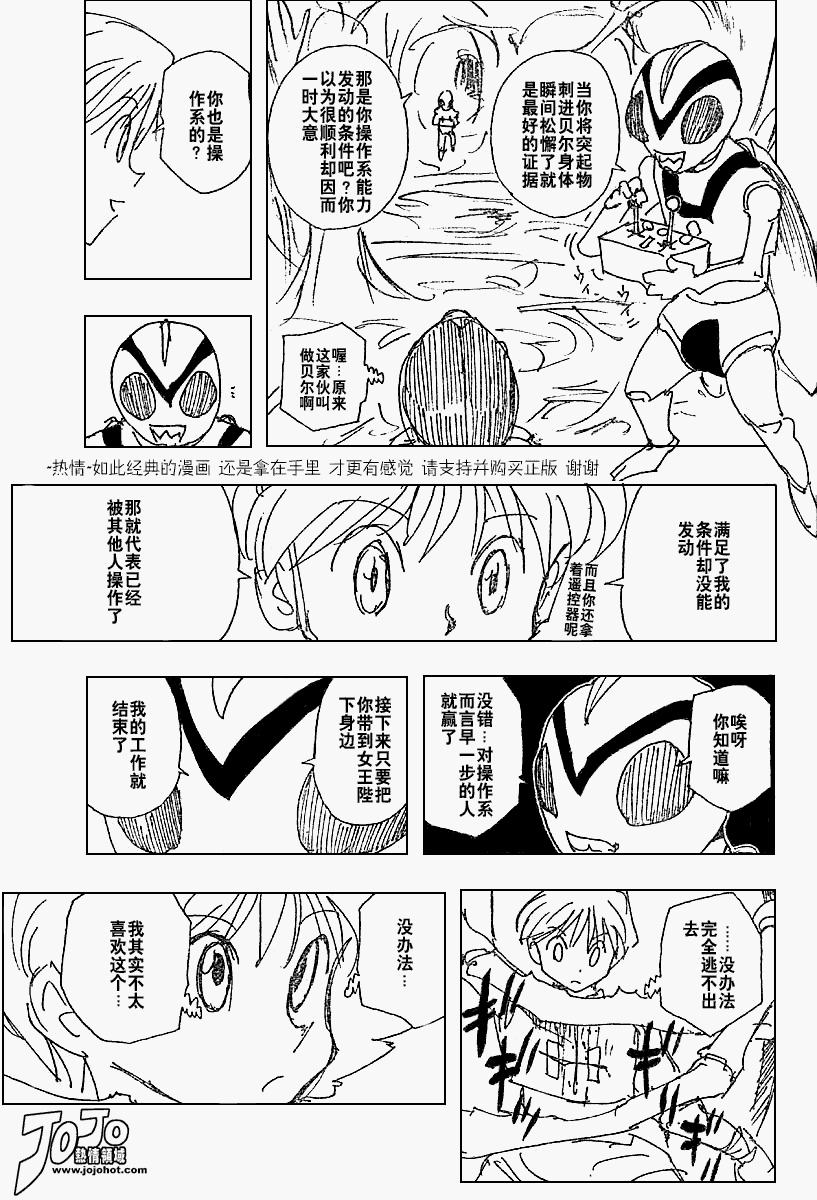 当你将突起物
刺进贝尔身体
瞬间松懈了就
是最好的证据
那是你操作系能力
发动的条件吧？你
以为很顺利却因而
一时大意
喔…原来
这家伙叫
做贝尔啊
你也是操
作系的？
-热情-如此经典的漫画 还是拿在手里 才更有感觉 请支持并购买正版 谢谢
满足了我的
条件却没能
发动
而且你还拿
着遥控器呢
那就代表已经
被其他人操作了
唉呀
你知道嘛
没错…对操作系
而言早一步的人
就赢了
接下来只要把
你带到女王陛
下身边
我的工作就
结束了
……没办法
完全逃不出
去
没办法…
我其实不太
喜欢这个…
JOJO
熱情領域
www.jojohot.com